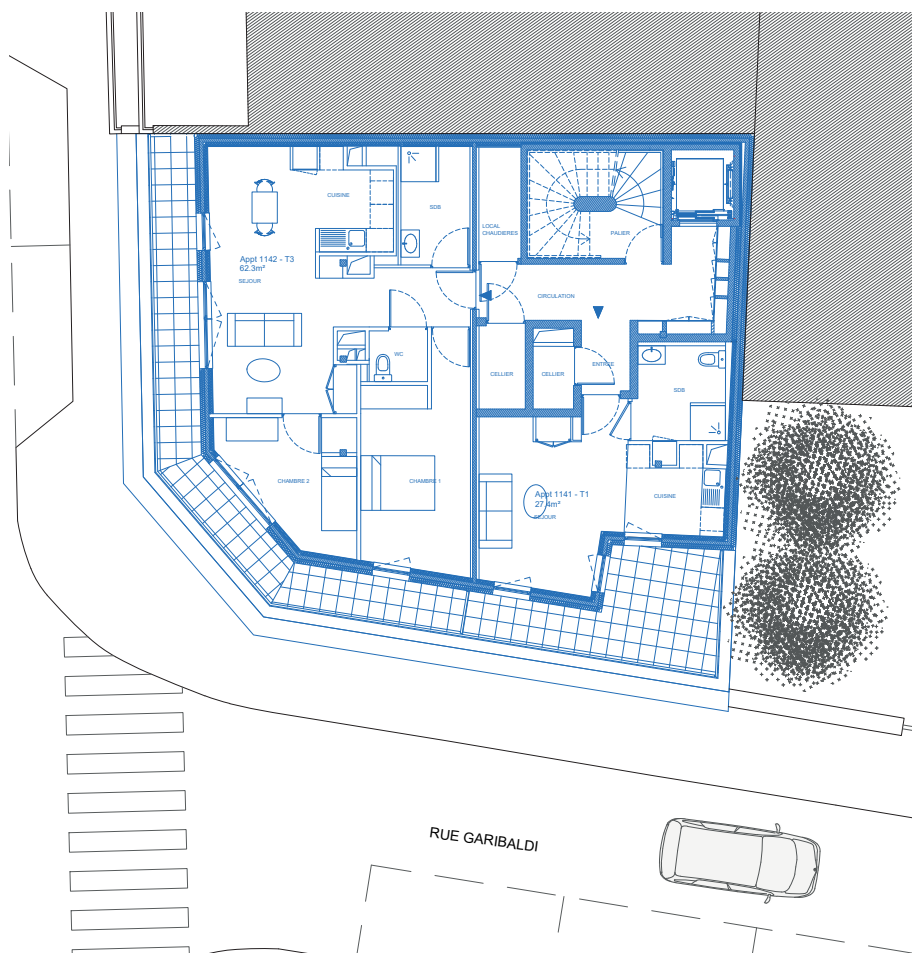 CUISINE
SDB
LOCAL
CHAUDIERES
PALIER
Appt 1142 - T3
62.3m²
SEJOUR
CIRCULATION
WC
CELLIER
CELLIER
ENTREE
SDB
CHAMBRE 2
CHAMBRE 1
Appt 1141 - T1
27.4m²
SEJOUR
CUISINE
RUE GARIBALDI